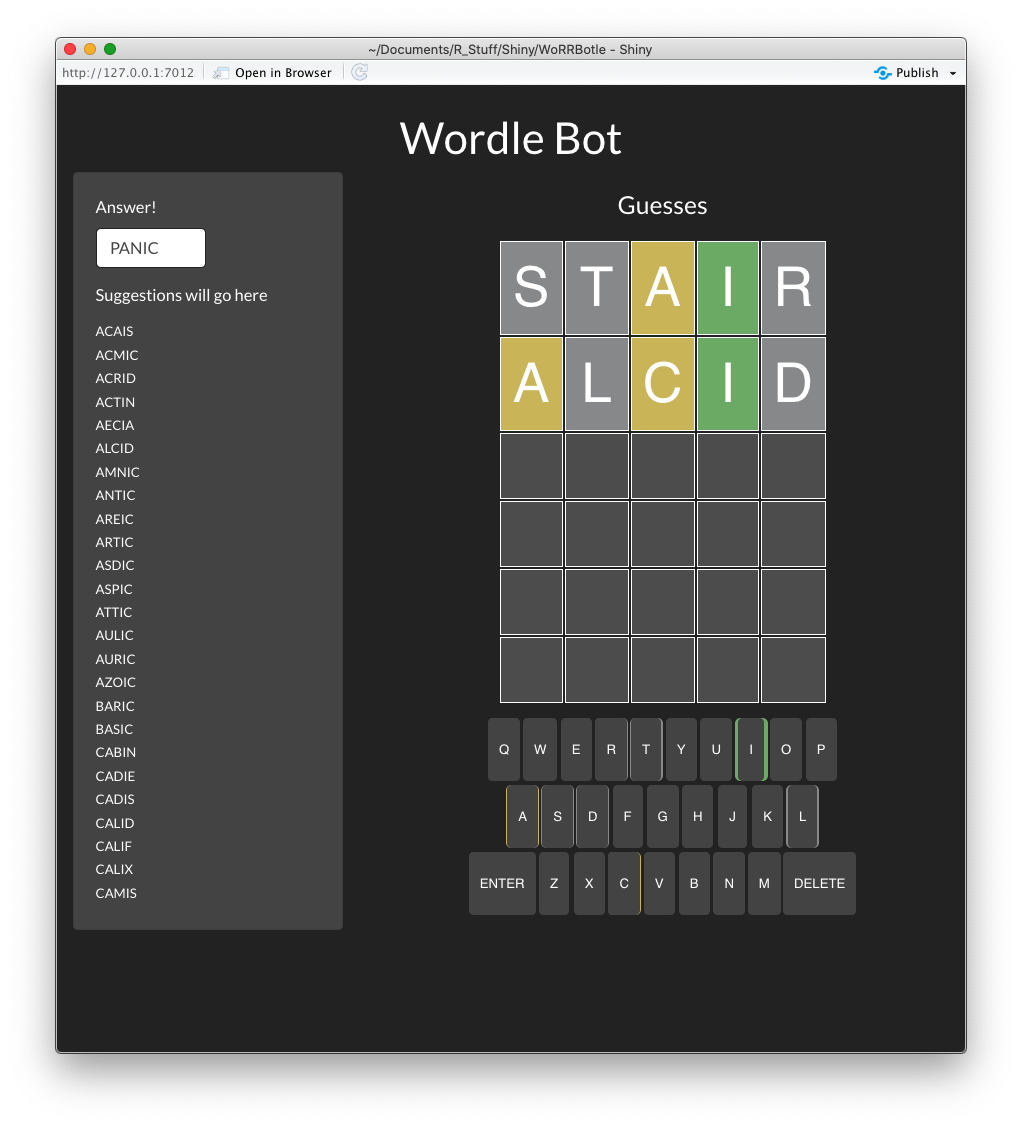 ~/Documents/R_Stuff/Shiny/WoRRBotle - Shiny
http://127.0.0.1:7012 Open in Browser Publish
Wordle Bot
Answer!
PANIC
Suggestions will go here
ACAIS
ACMIC
ACRID
ACTIN
AECIA
ALCID
AMNIC
ANTIC
AREIC
ARTIC
ASDIC
ASPIC
ATTIC
AULIC
AURIC
AZOIC
BARIC
BASIC
CABIN
CADIE
CADIS
CALID
CALIF
CALIX
CAMIS
Guesses
S T A I R
A L C I D
Q W E R T Y U I O P
A S D F G H J K L
ENTER Z X C V B N M DELETE